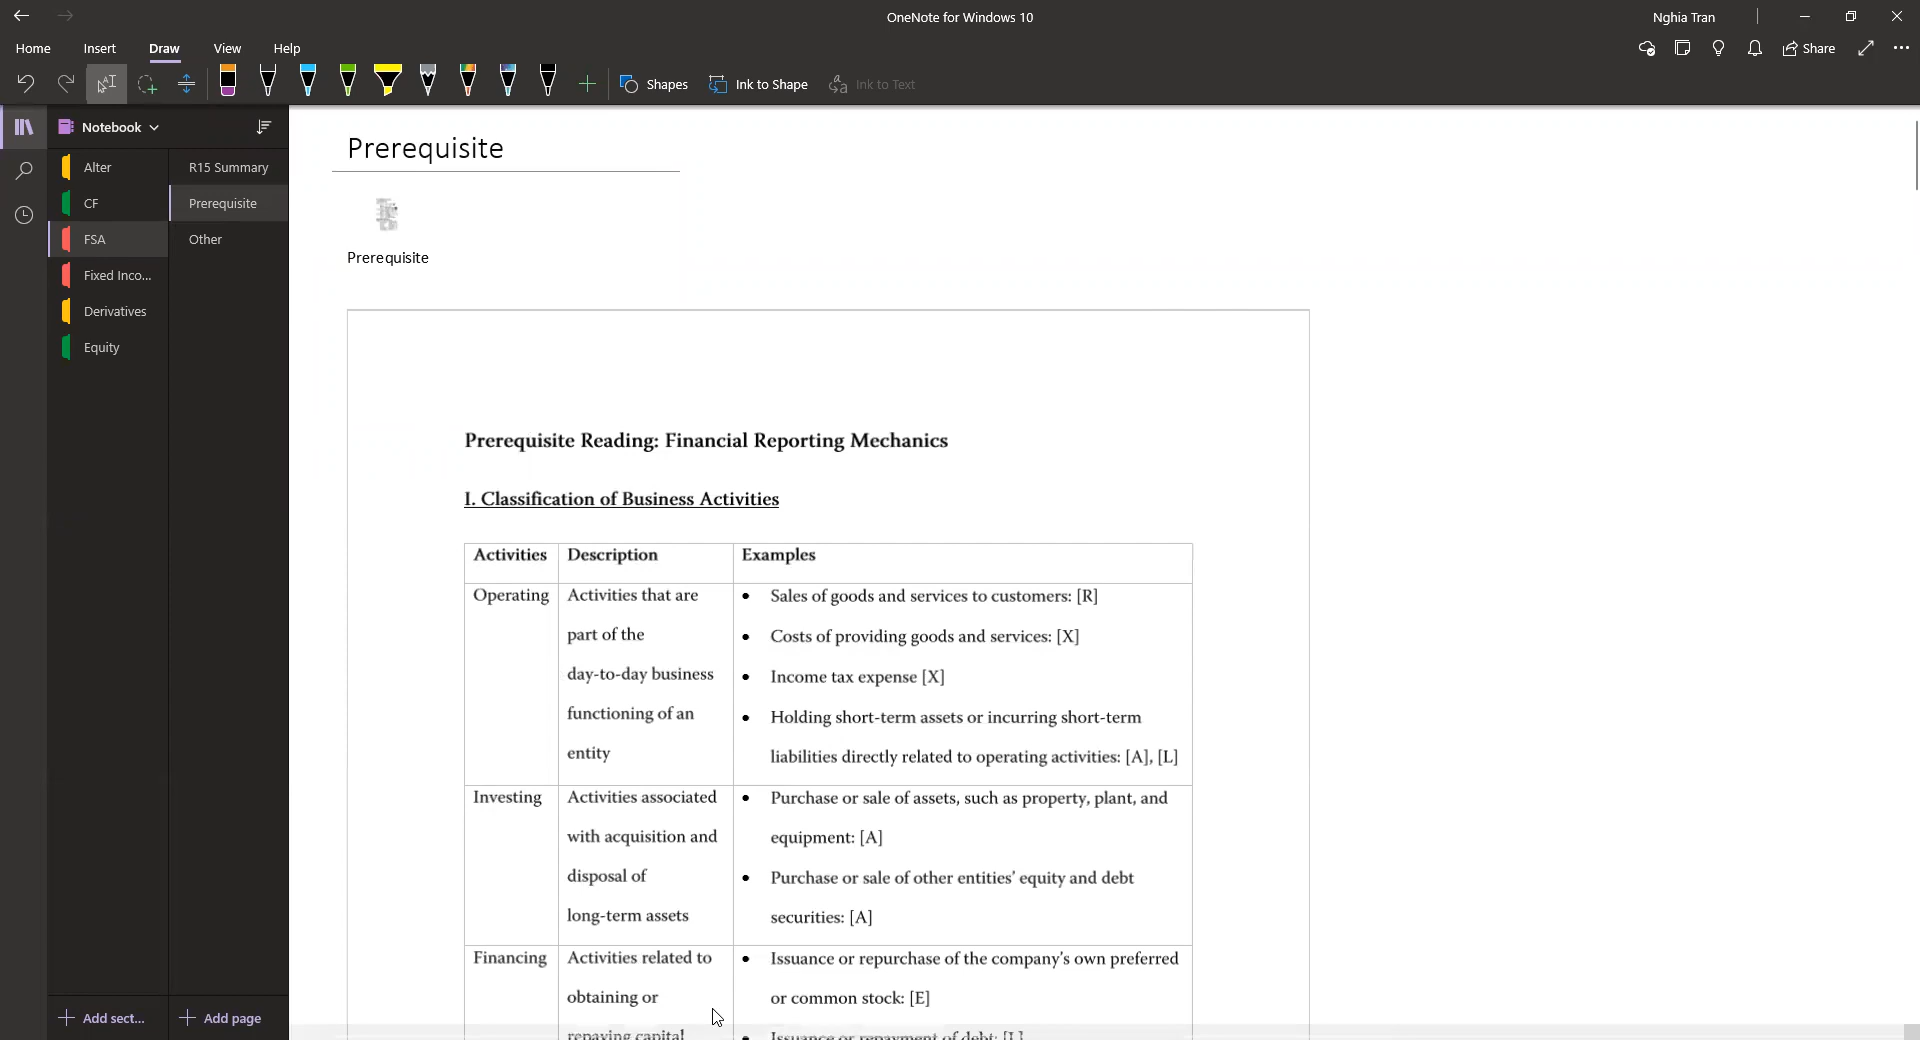 OneNote for Windows 10
Nghia Tran
Home
Insert
Draw
View
Help
Share
Shapes
Ink to Shape
Ink to Text
Notebook
Alter
CF
FSA
Fixed Inco...
Derivatives
Equity
R15 Summary
Prerequisite
Other
Add sect...
Add page
Prerequisite
Prerequisite
Prerequisite Reading: Financial Reporting Mechanics
I. Classification of Business Activities
Activities
Description
Examples
Operating
Activities that are
part of the
day-to-day business
functioning of an
entity
• Sales of goods and services to customers: [R]
• Costs of providing goods and services: [X]
• Income tax expense [X]
• Holding short-term assets or incurring short-term
liabilities directly related to operating activities: [A], [L]
Investing
Activities associated
with acquisition and
disposal of
long-term assets
• Purchase or sale of assets, such as property, plant, and
equipment: [A]
• Purchase or sale of other entities’ equity and debt
securities: [A]
Financing
Activities related to
obtaining or
repaying capital
• Issuance or repurchase of the company’s own preferred
or common stock: [E]
• Issuance or repayment of debt: [L]